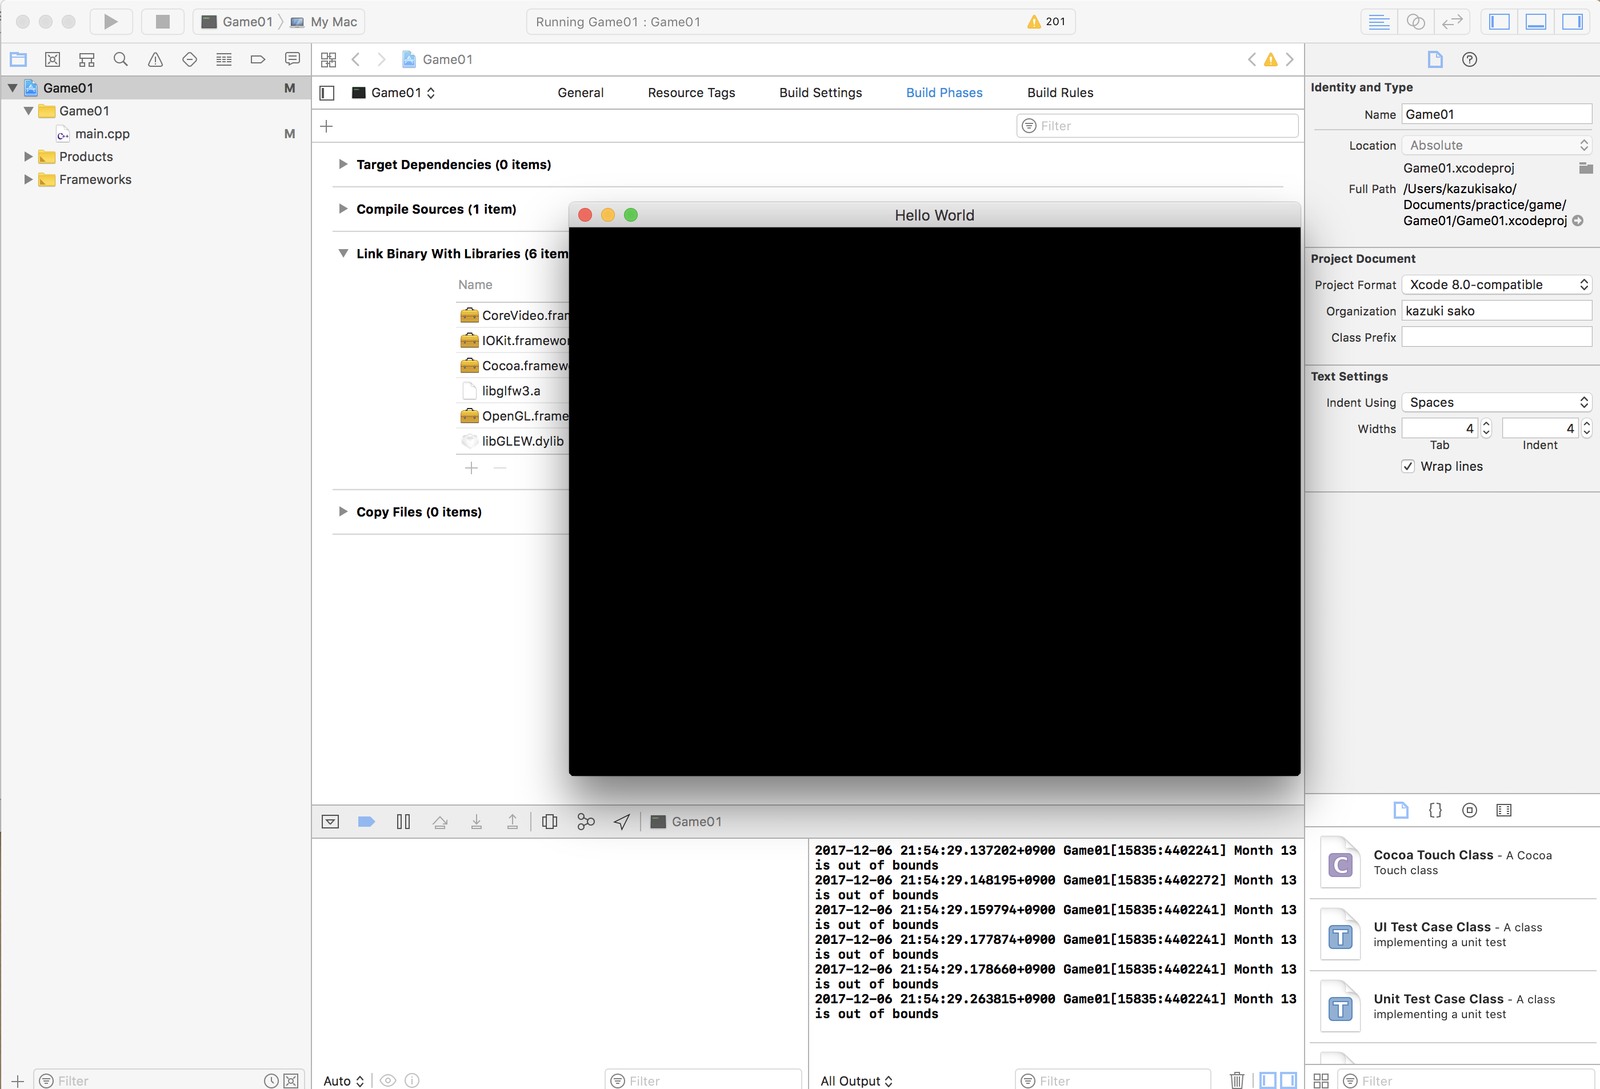 Game01 〉 My Mac
Running Game01 : Game01
201
Game01 M
Game01
main.cpp M
Products
Frameworks
Filter
Game01
Game01
General Resource Tags Build Settings Build Phases Build Rules
Filter
Target Dependencies (0 items)
Compile Sources (1 item)
Link Binary With Libraries (6 item
Name
CoreVideo.fran
IOKit.framewor
Cocoa.framew
libglfw3.a
OpenGL.frame
libGLEW.dylib
Copy Files (0 items)
Hello World
Game01
2017-12-06 21:54:29.137202+0900 Game01[15835:4402241] Month 13
is out of bounds
2017-12-06 21:54:29.148195+0900 Game01[15835:4402272] Month 13
is out of bounds
2017-12-06 21:54:29.159794+0900 Game01[15835:4402241] Month 13
is out of bounds
2017-12-06 21:54:29.177874+0900 Game01[15835:4402241] Month 13
is out of bounds
2017-12-06 21:54:29.178660+0900 Game01[15835:4402241] Month 13
is out of bounds
2017-12-06 21:54:29.263815+0900 Game01[15835:4402241] Month 13
is out of bounds
Auto
Filter
All Output
Filter
Identity and Type
Name Game01
Location Absolute
Game01.xcodeproj
Full Path /Users/kazukisako/
Documents/practice/game/
Game01/Game01.xcodeproj
Project Document
Project Format Xcode 8.0-compatible
Organization kazuki sako
Class Prefix
Text Settings
Indent Using Spaces
Widths 4 4
Tab Indent
Wrap lines
{}
C
Cocoa Touch Class - A Cocoa
Touch class
T
UI Test Case Class - A class
implementing a unit test
T
Unit Test Case Class - A class
implementing a unit test
Filter